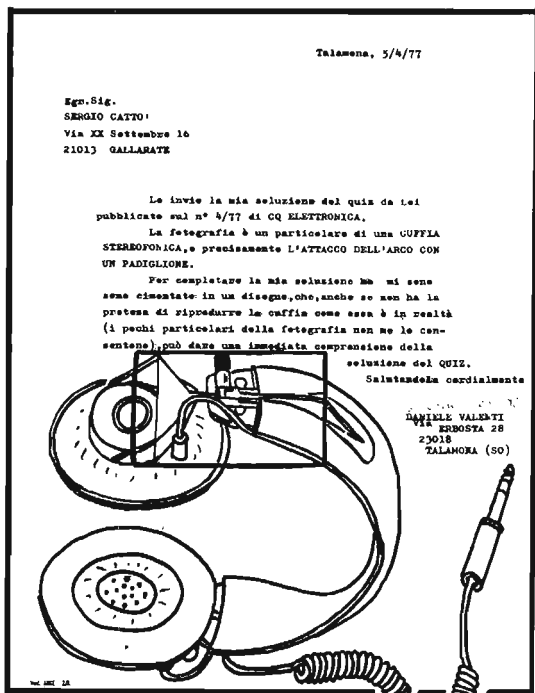 Talamona, 3/4/77
Egr.Sig.
SERGIO CATTO'
Via XX Settembre 16
21013 GALLARATE
Le invio la mia soluzione del quiz da Lei
pubblicato sul n° 4/77 di CQ ELETTRONICA.
La fotografia è un particolare di una CUFFIA
STEREOFONICA, e precisamente L'ATTACCO DELL'ARCO CON
UN PADIGLIONE.
Per completare la mia soluzione mi sono
sono cimentato in un disegno, che, anche se non ha la
pretesa di riprodurre la cuffia come essa è in realtà
(i pochi particolari della fotografia non me lo con-
sentono) può dare una immediata comprensione della
soluzione del QUIZ.
Salutandola cordialmente
DANIELE VALENTI
Via ERBOSTA 28
23018
TALAMONA (SO)